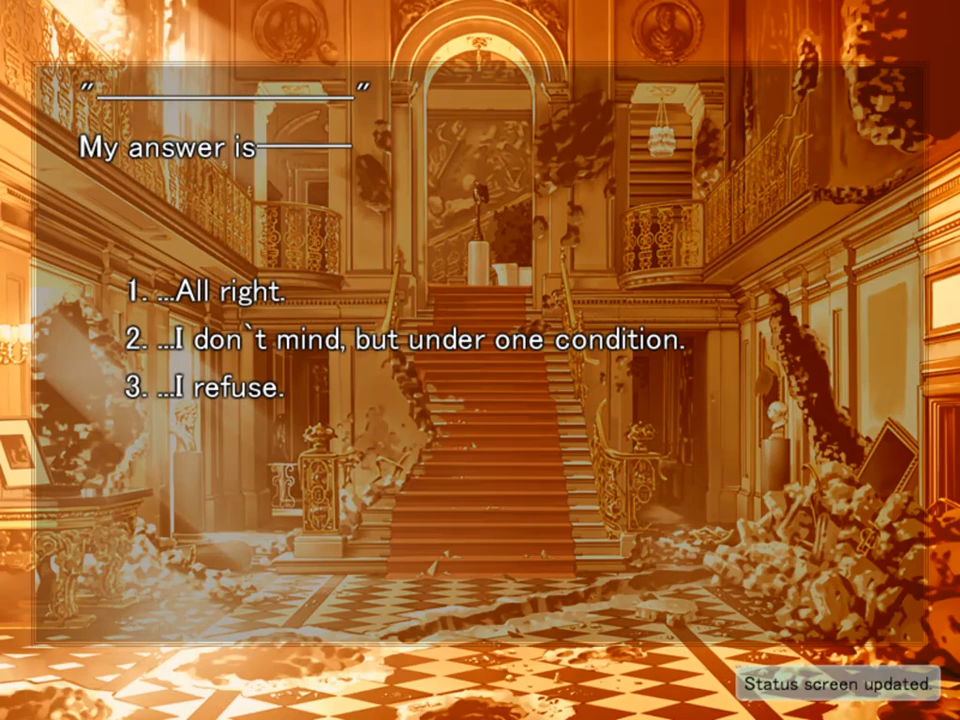 "―――――――――――"
My answer is――――
1. ...All right.
2. ...I don`t mind, but under one condition.
3. ...I refuse.
Status screen updated.